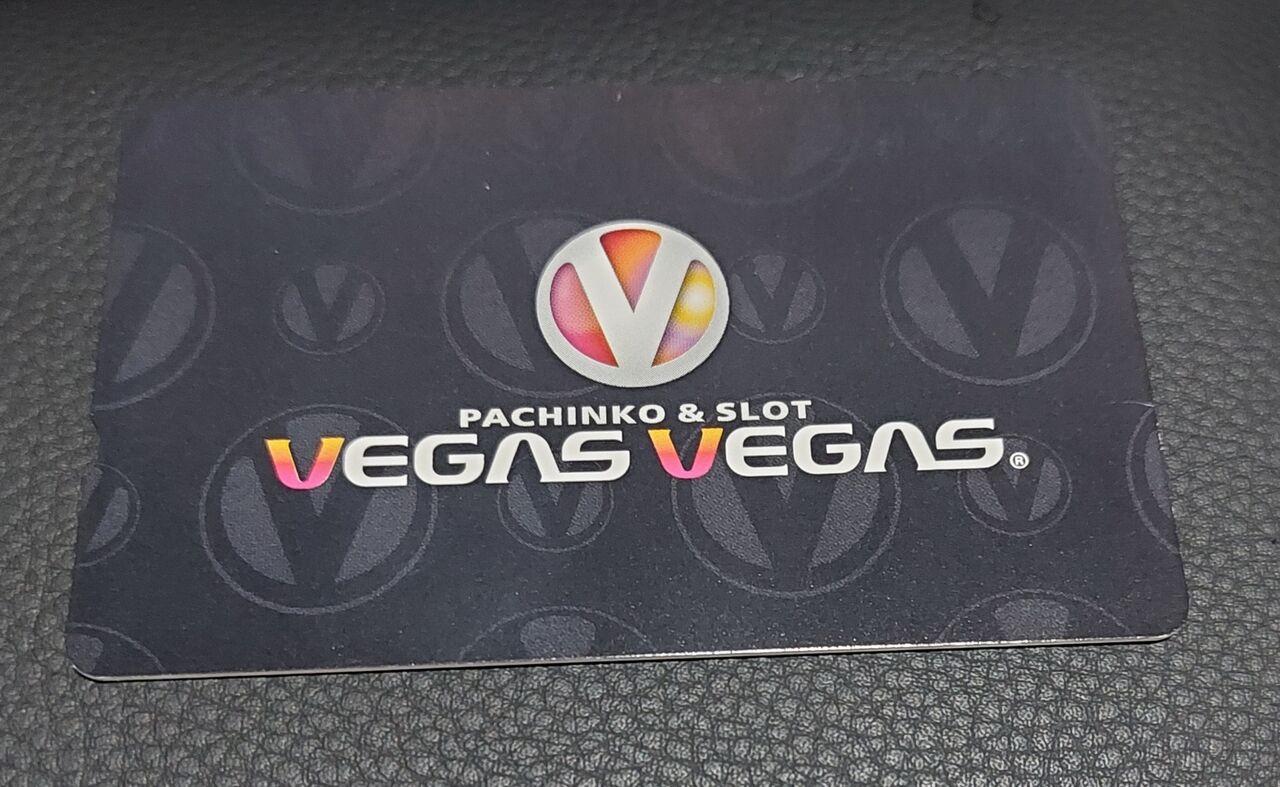 V
PACHINKO & SLOT
VEGAS VEGAS®